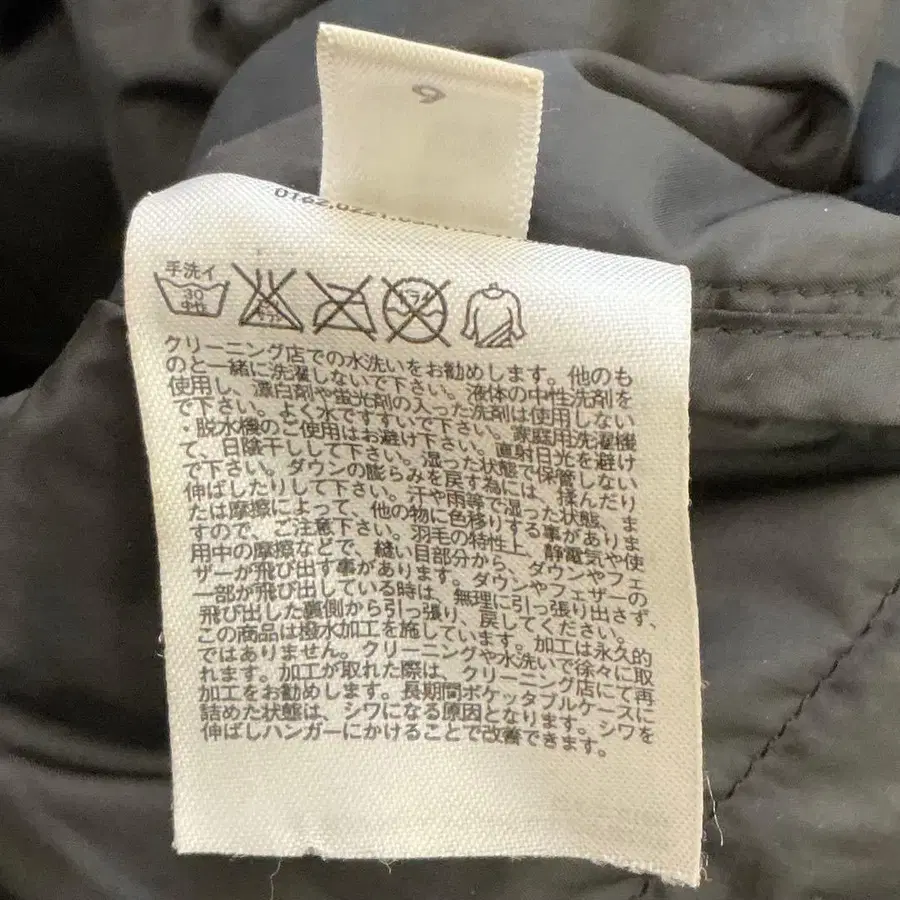 9
手洗イ
30
中性
クリーニング店での水洗いをお勧めします。他のも
のと一緒に洗濯しないで下さい。液体の中性洗剤を
使用し、漂白剤や蛍光剤の入った洗剤は使用しない
で下さい。よく水ですすいで下さい。家庭用洗濯機
・脱水機のご使用はお避け下さい。直射日光を避け
て、日陰干しして下さい。湿った状態で保管しない
で下さい。ダウンの膨らみを戻す為には、揉んだり
伸ばしたりして下さい。汗や雨等で湿った状態、ま
たは摩擦によって、他の物に色移りする事がありま
すので、ご注意下さい。羽毛の特性上、静電気や使
用中の摩擦などで、縫い目部分から、ダウンやフェ
ザーが飛び出す事があります。ダウンやフェザーの
一部が飛び出している時は、無理に引っ張り出さず、
飛び出した裏側から引っ張り、戻してください。
この商品は撥水加工を施しています。加工は永久的
ではありません。クリーニングや水洗いで徐々に取
れます。加工が取れた際は、クリーニング店にて再
加工をお勧めします。長期間ポケッタブルケースに
詰めた状態は、シワになる原因となります。シワを
伸ばしハンガーにかけることで改善できます。